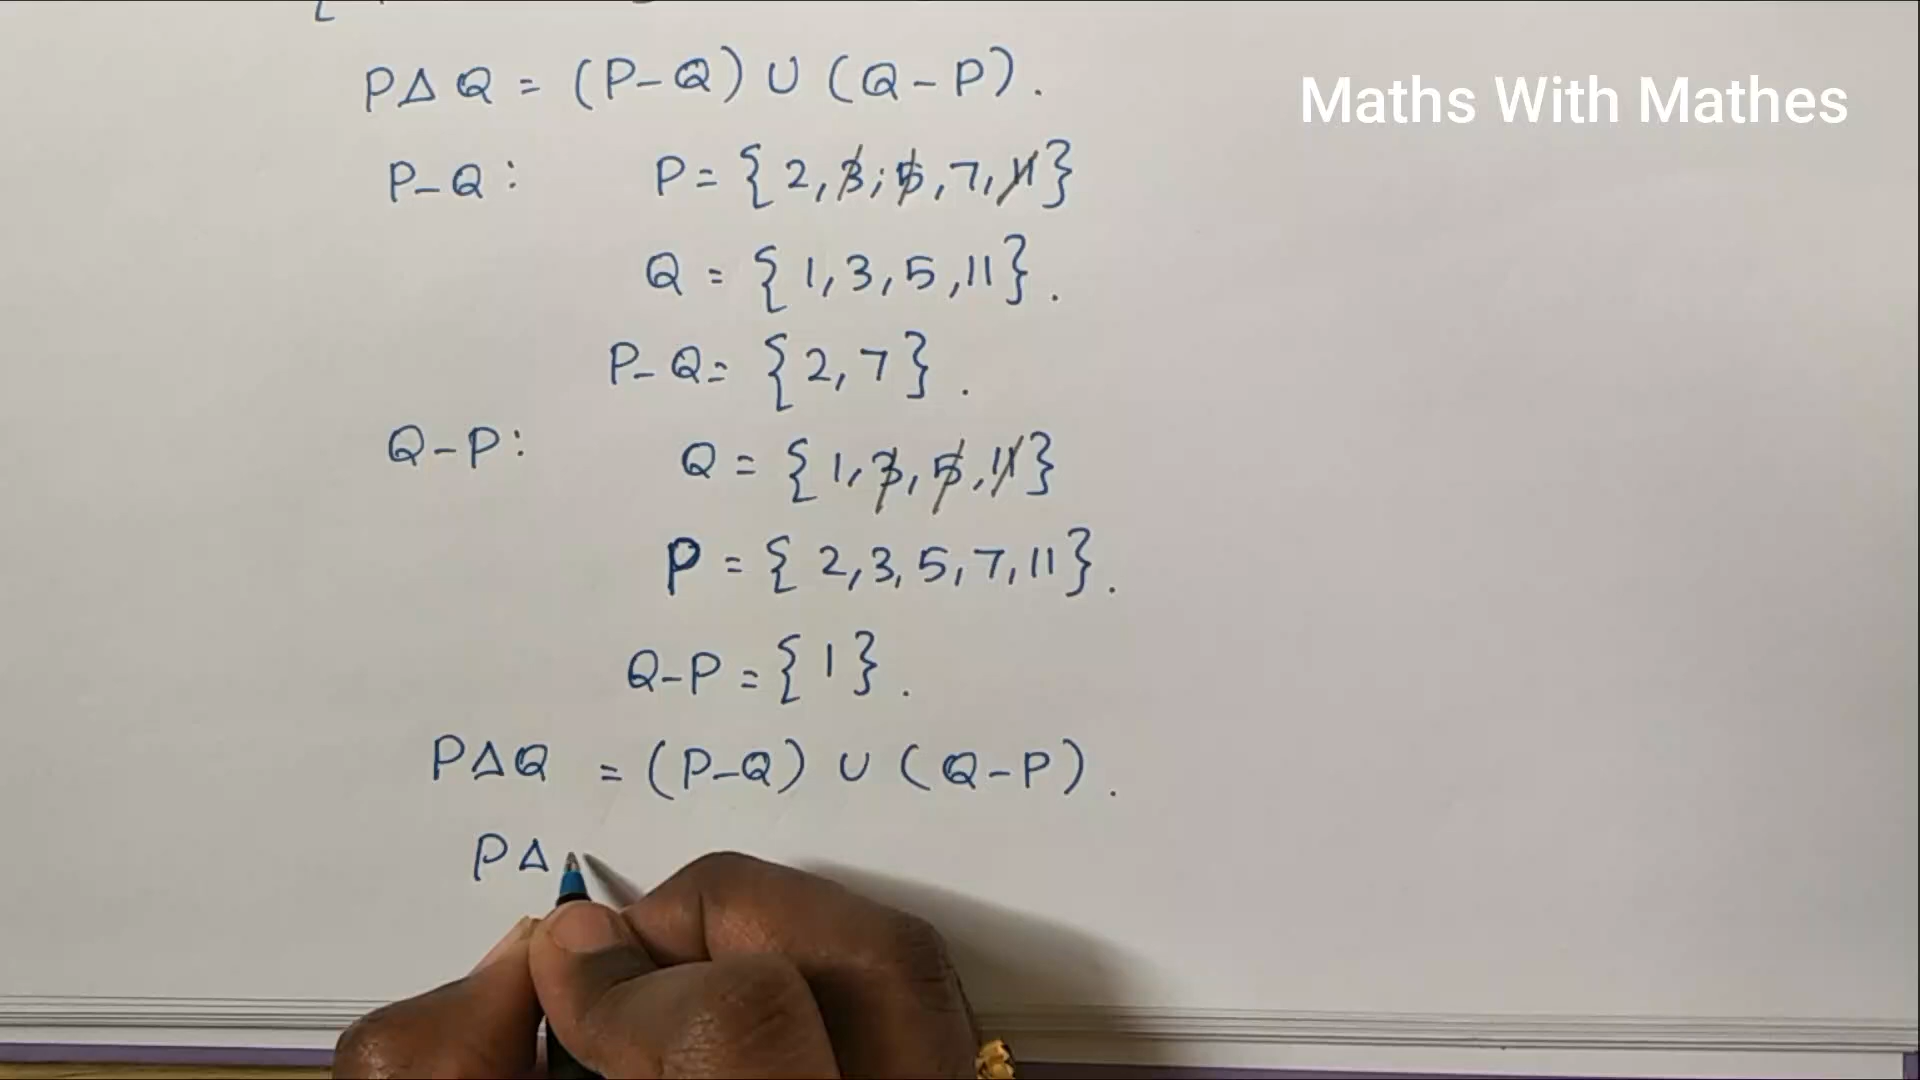 P Δ Q = (P-Q) ∪ (Q-P).
Maths With Mathes
P-Q: P = {2, 3, 5, 7, 11}
Q = {1, 3, 5, 11}.
P-Q = {2, 7}.
Q-P: Q = {1, 3, 5, 11}
P = {2, 3, 5, 7, 11}.
Q-P = {1}.
PΔQ = (P-Q) ∪ (Q-P).
PΔ